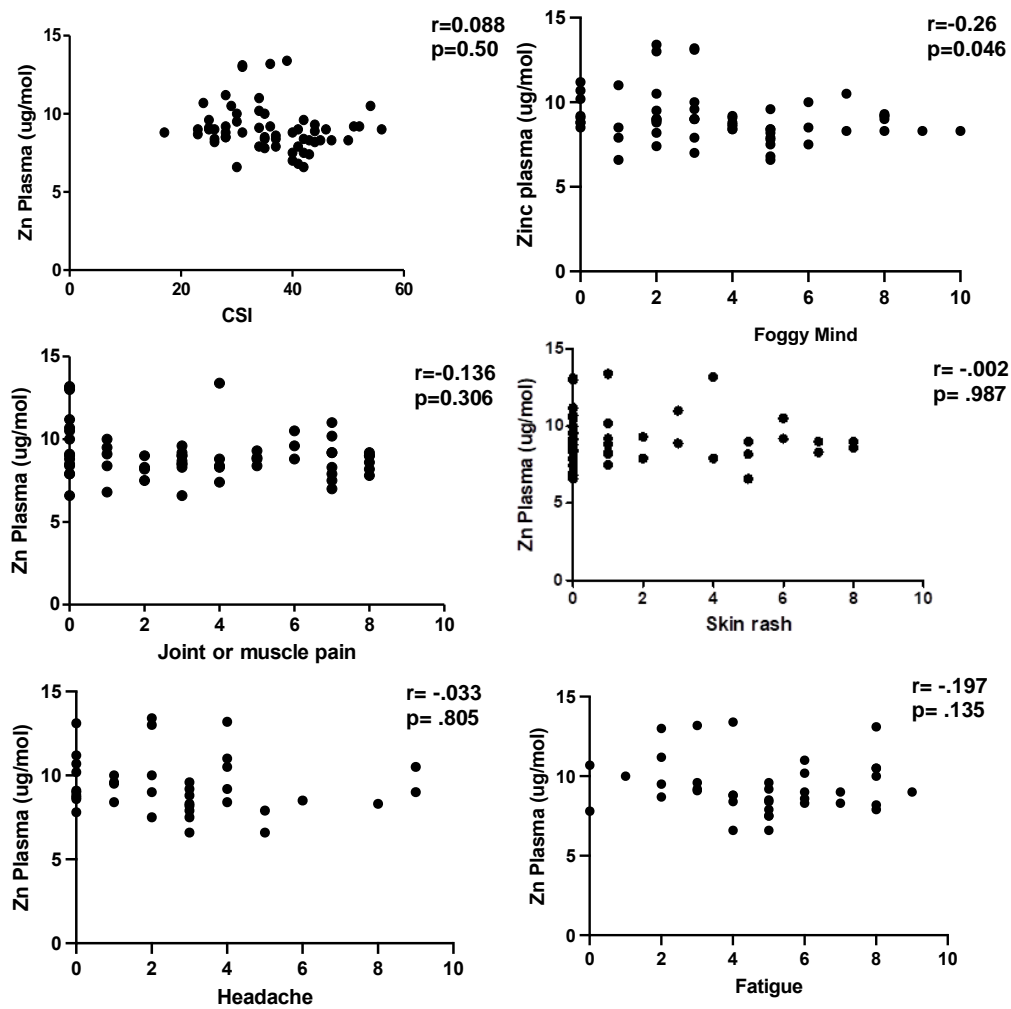 r=0.088
p=0.50
15
10
5
0
Zn Plasma (ug/mol)
0 20 40 60
CSI
r=-0.26
p=0.046
15
10
5
0
Zinc plasma (ug/mol)
0 2 4 6 8 10
Foggy Mind
r=-0.136
p=0.306
15
10
5
0
Zn Plasma (ug/mol)
0 2 4 6 8 10
Joint or muscle pain
r= -.002
p= .987
15
10
5
0
Zn Plasma (ug/mol)
0 2 4 6 8 10
Skin rash
r= -.033
p= .805
15
10
5
0
Zn Plasma (ug/mol)
0 2 4 6 8 10
Headache
r= -.197
p= .135
15
10
5
0
Zn Plasma (ug/mol)
0 2 4 6 8 10
Fatigue